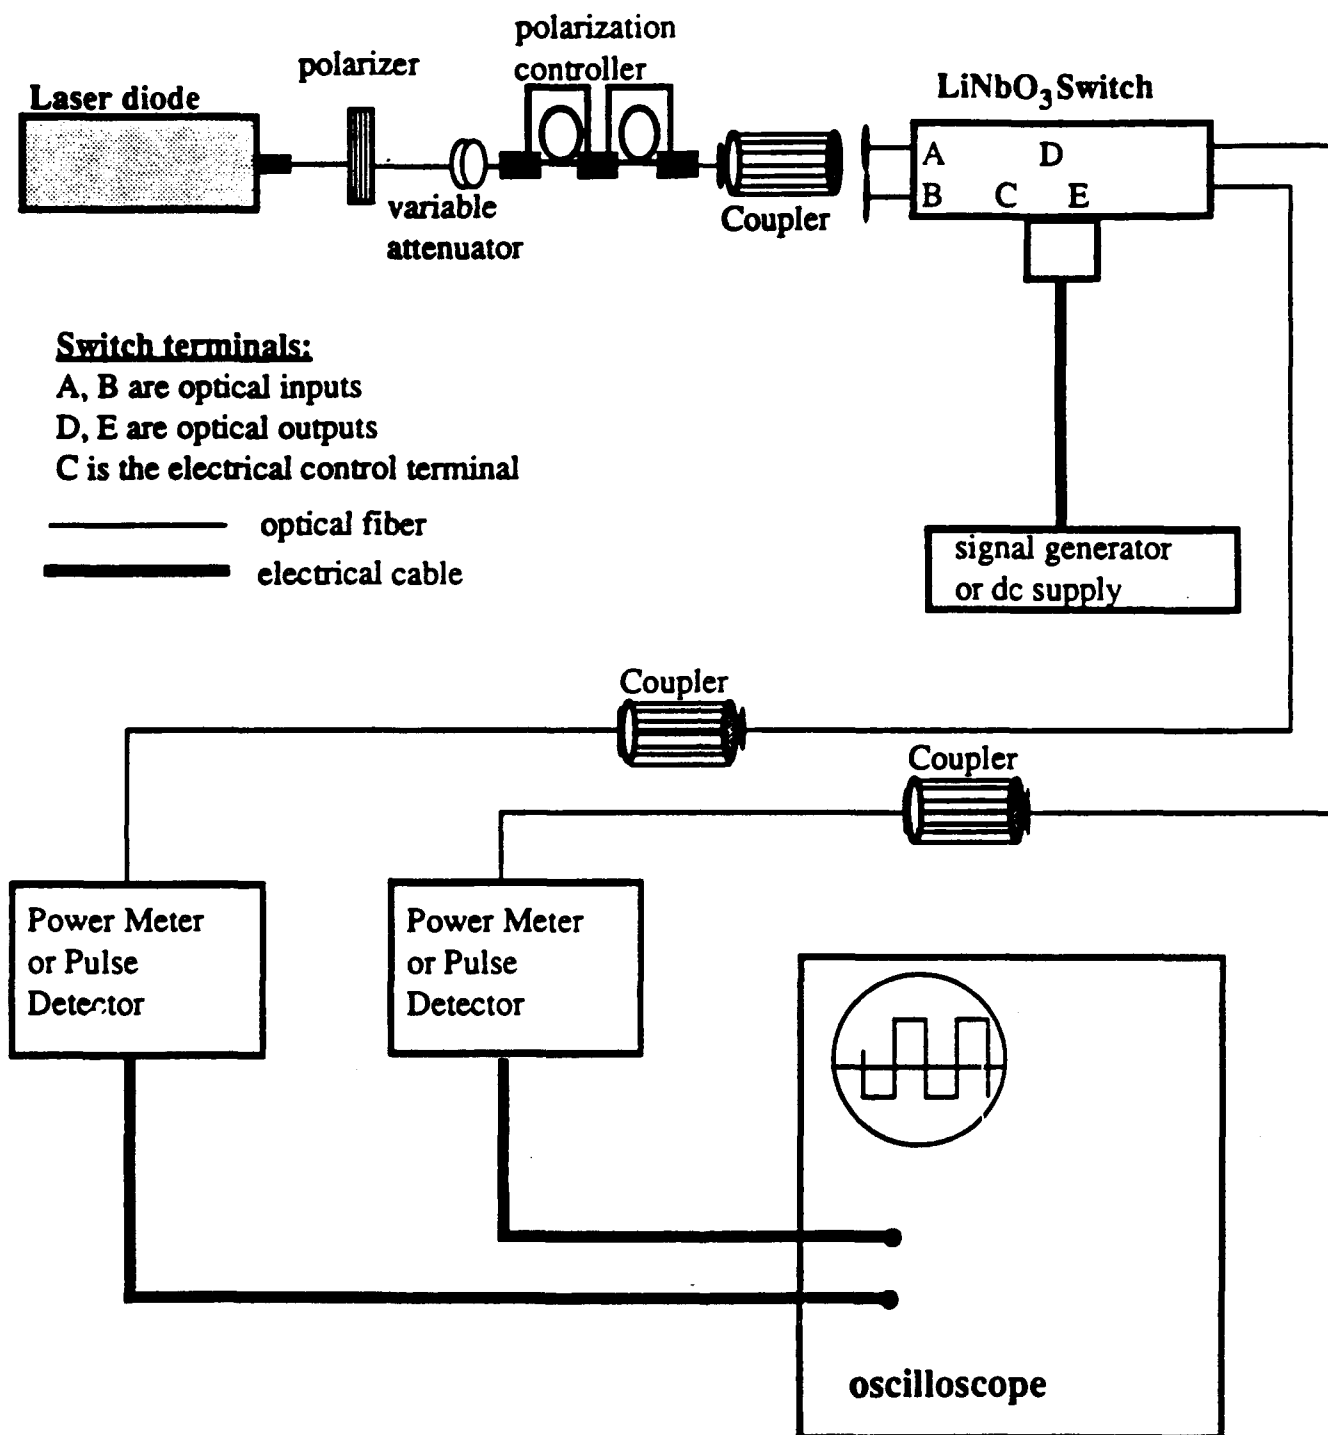 polarization
controller
polarizer
Laser diode
LiNbO3 Switch
A D
B C E
variable
attenuator
Coupler
Switch terminals:
A, B are optical inputs
D, E are optical outputs
C is the electrical control terminal
optical fiber
electrical cable
signal generator
or dc supply
Coupler
Coupler
Power Meter
or Pulse
Detector
Power Meter
or Pulse
Detector
oscilloscope